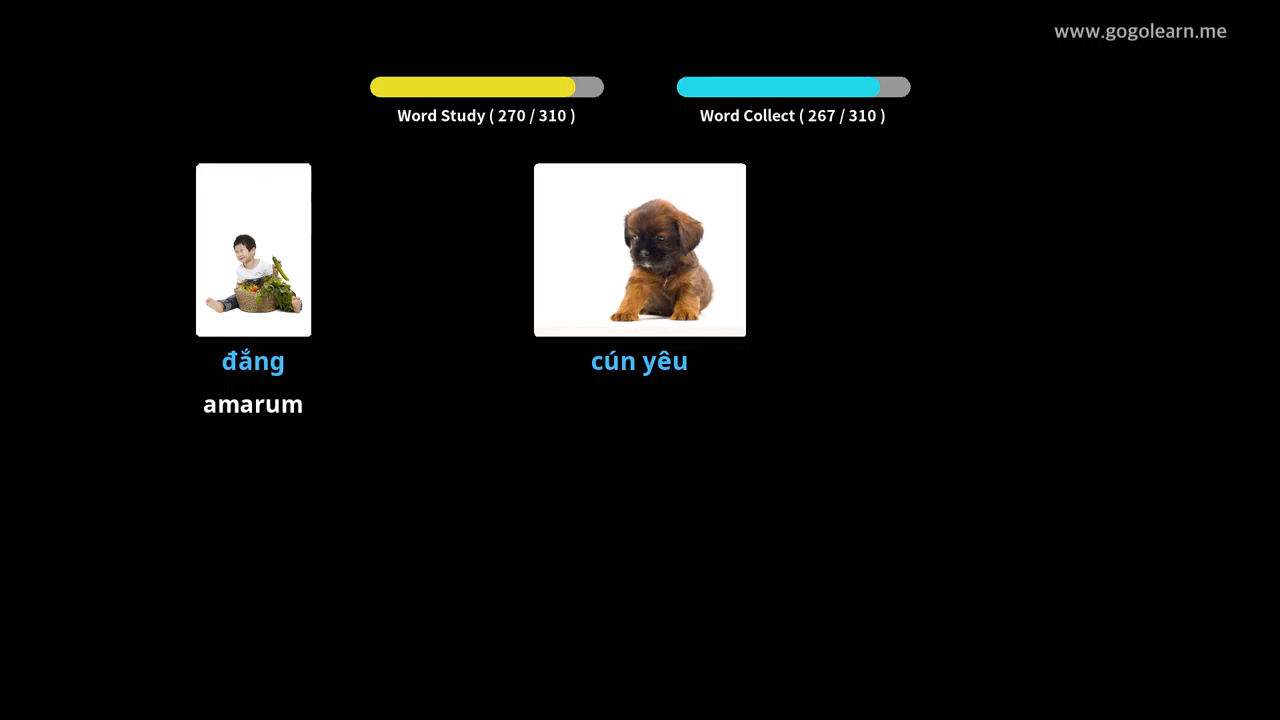 www.gogolearn.me
Word Study ( 270 / 310 )
Word Collect ( 267 / 310 )
đắng
cún yêu
amarum